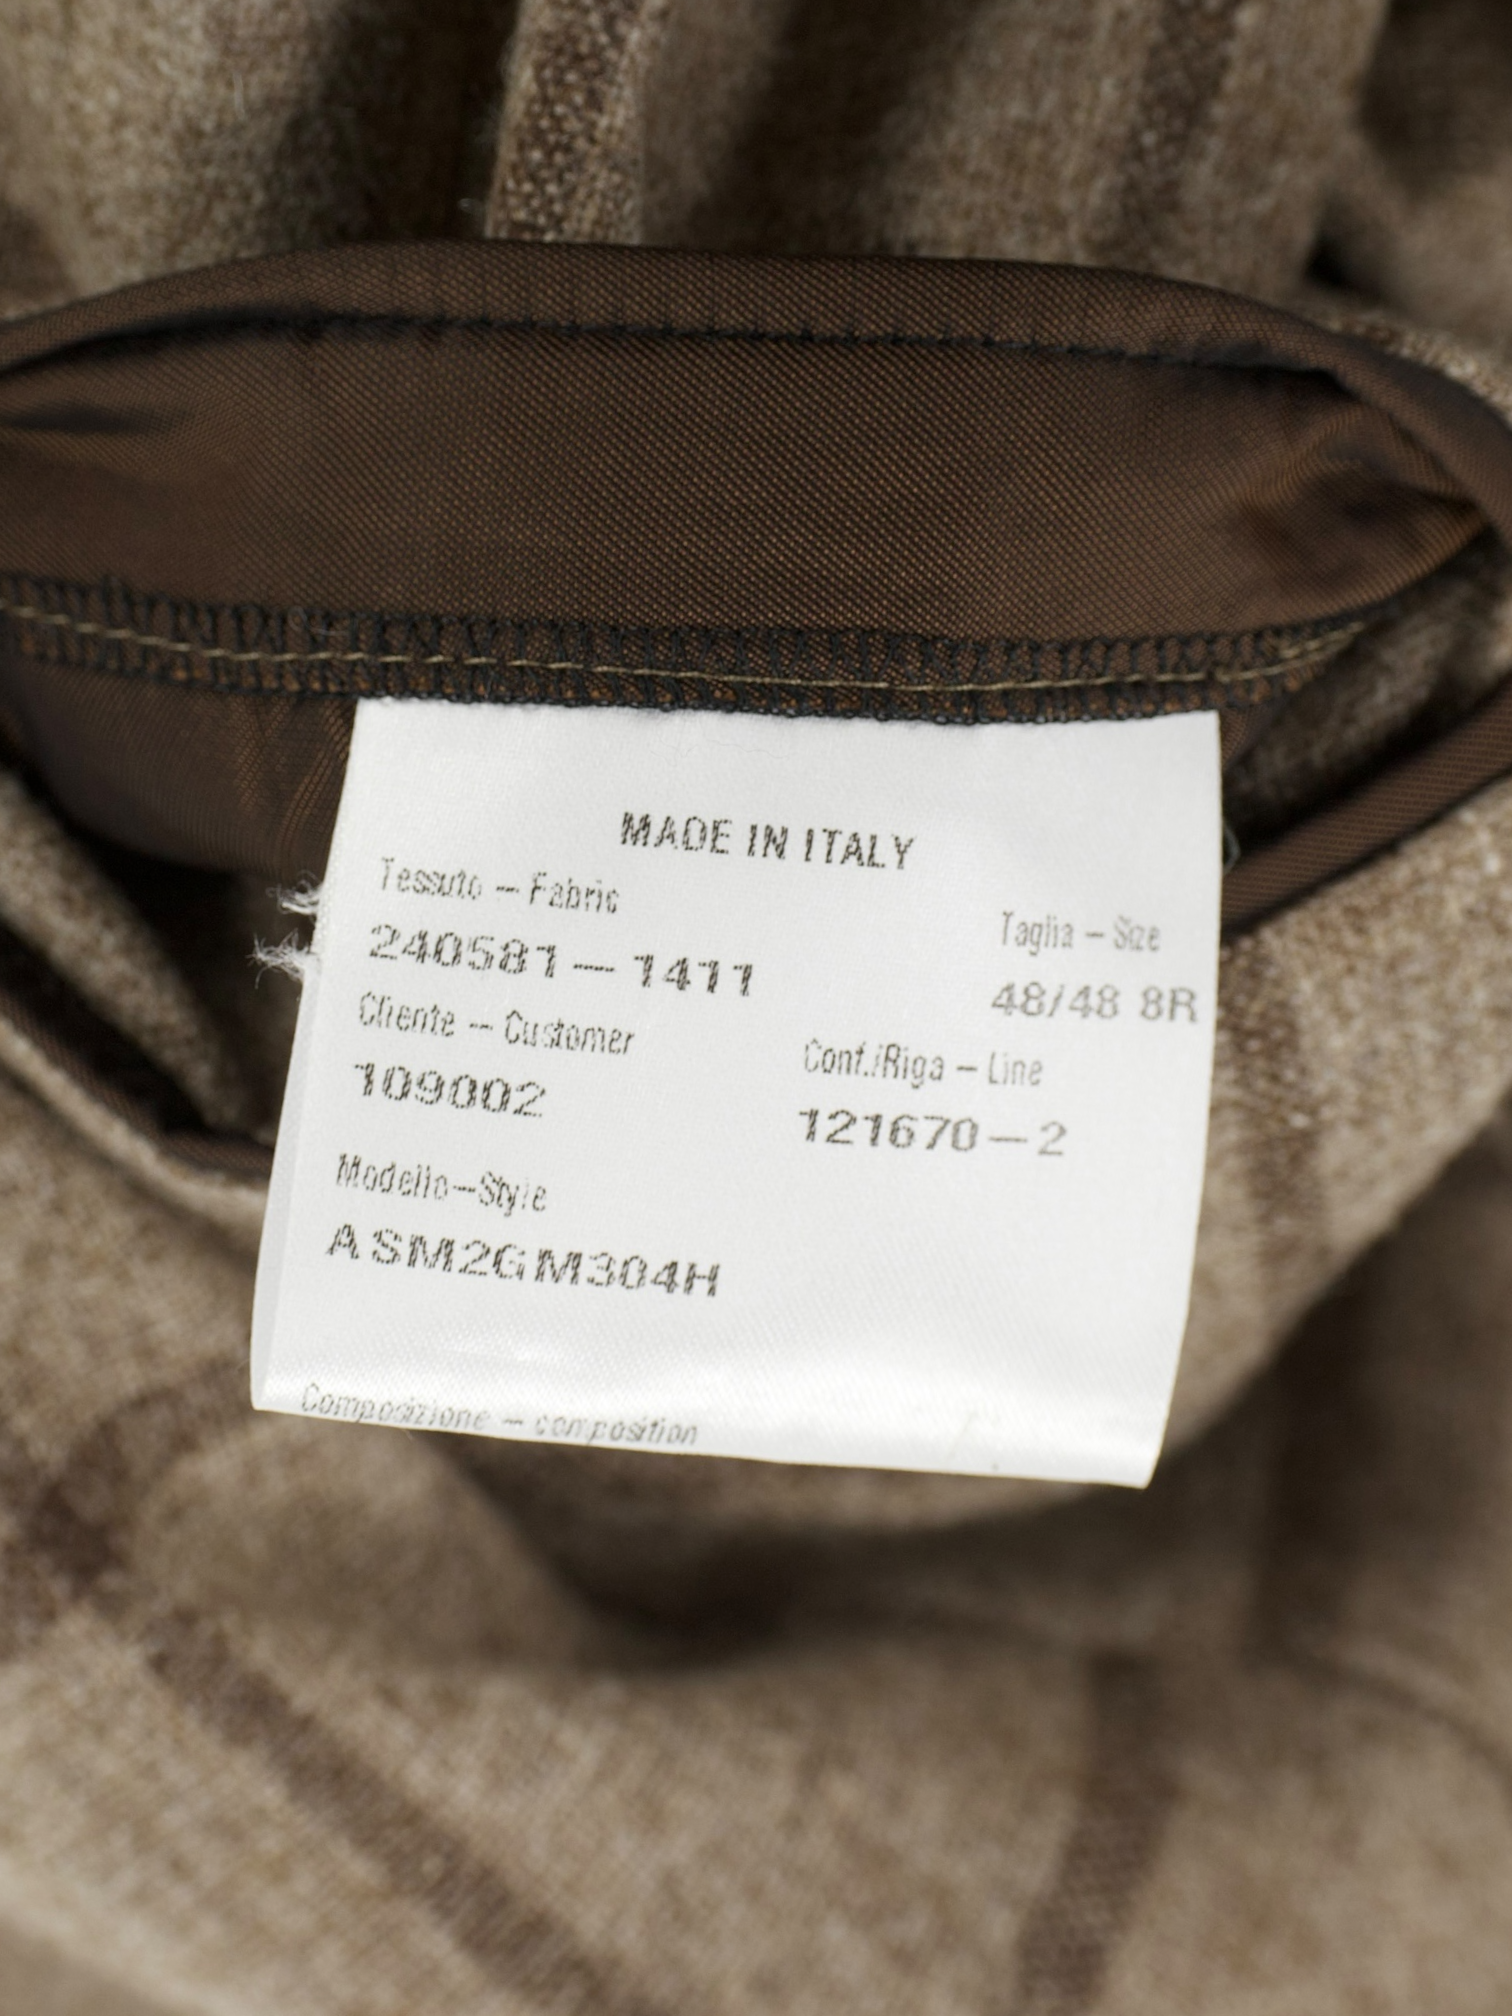 MADE IN ITALY
Tessuto – Fabric
240581–1411
Taglia – Size
48/48 8R
Cliente – Customer
109002
Conf./Riga – Line
121670–2
Modello–Style
ASM2GM304H
Composizione – composition